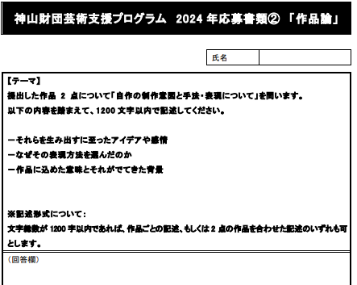 神山財団芸術支援プログラム 2024 年応募書類② 「作品論」
氏名
【テーマ】
提出した作品 2 点について「自作の制作意図と手法・表現について」を問います。
以下の内容を踏まえて、1200 文字以内で記述してください。
－それらを生み出すに至ったアイデアや感情
－なぜその表現方法を選んだのか
－作品に込めた意味とそれがでてきた背景
※記述形式について：
文字総数が 1200 字以内であれば、作品ごとの記述、もしくは 2 点の作品を合わせた記述のいずれも可
とします。
（回答欄）